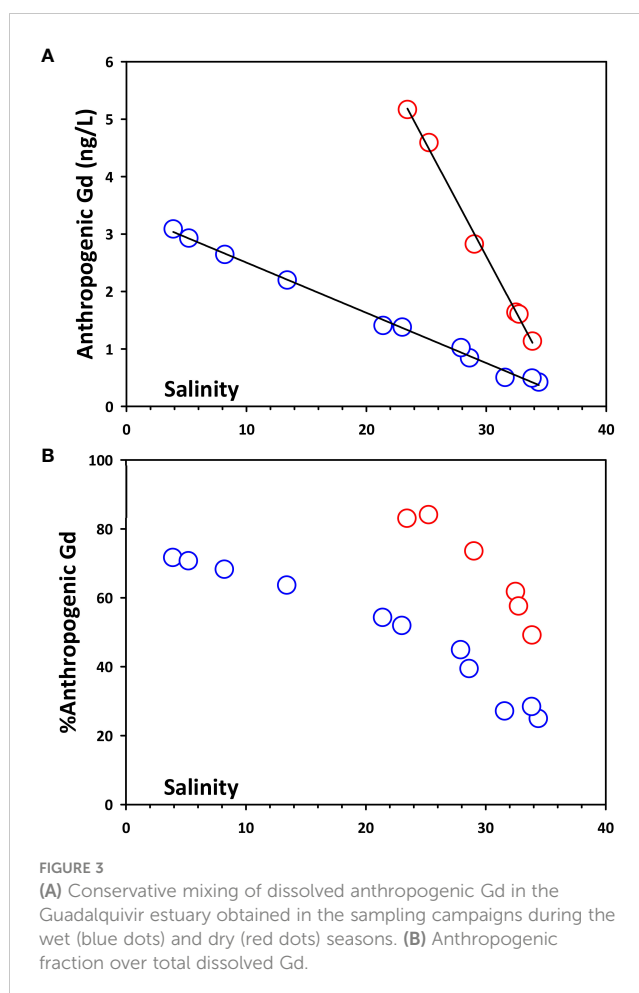 A
Anthropogenic Gd (ng/L)
6
5
4
3
2
1
0
Salinity
0 10 20 30 40
B
%Anthropogenic Gd
100
80
60
40
20
0
Salinity
0 10 20 30 40
FIGURE 3
(A) Conservative mixing of dissolved anthropogenic Gd in the
Guadalquivir estuary obtained in the sampling campaigns during the
wet (blue dots) and dry (red dots) seasons. (B) Anthropogenic
fraction over total dissolved Gd.